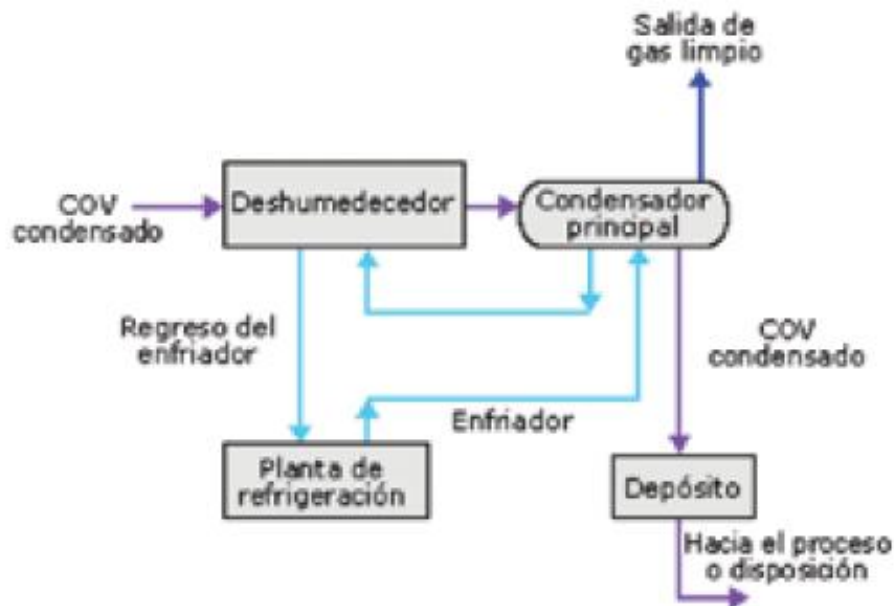 Salida de
gas limpio
COV
condensado
Deshumedecedor
Condensador
principal
Regreso del
enfriador
COV
condensado
Enfriador
Planta de
refrigeración
Depósito
Hacia el proceso
o disposición